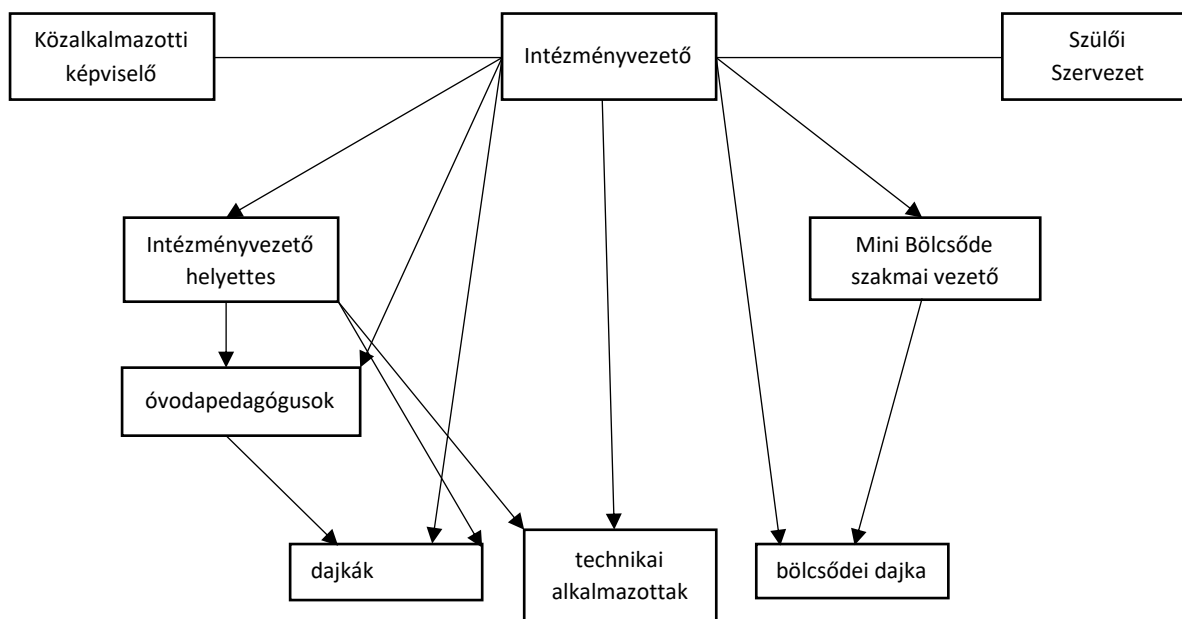 Közalkalmazotti
képviselő
Intézményvezető
Szülői
Szervezet
Intézményvezető
helyettes
Mini Bölcsőde
szakmai vezető
óvodapedagógusok
dajkák
technikai
alkalmazottak
bölcsődei dajka